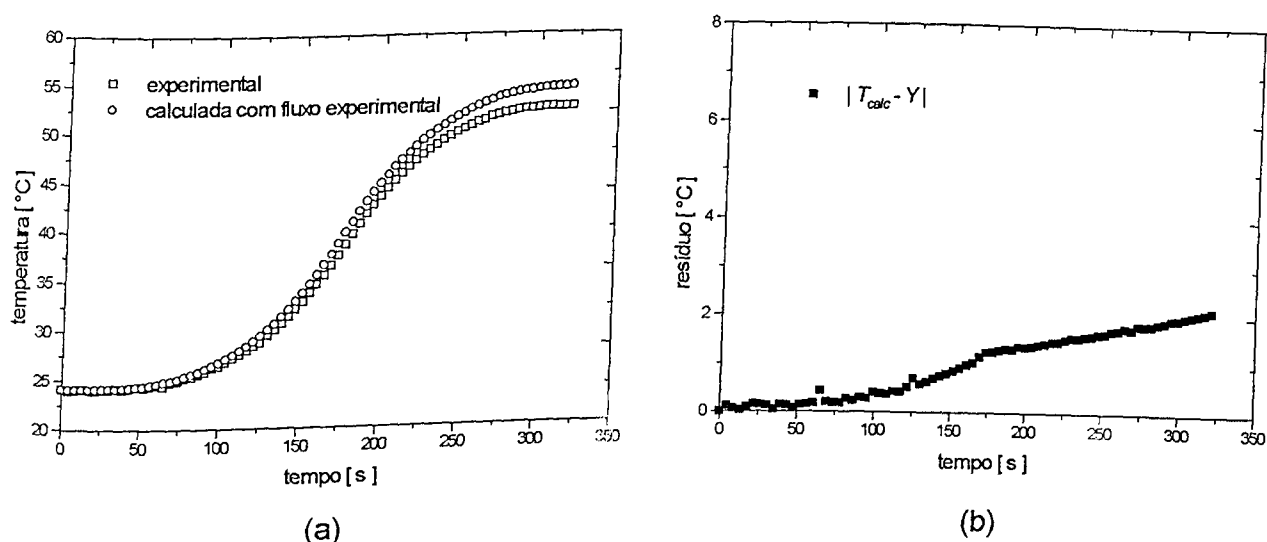 60
55
50
45
40
35
30
25
20
temperatura [ °C]
□ experimental
○ calculada com fluxo experimental
0 50 100 150 200 250 300 350
tempo [ s ]
(a)
8
6
4
2
0
resíduo [ °C]
■ | T_calc - Y |
0 50 100 150 200 250 300 350
tempo [ s ]
(b)